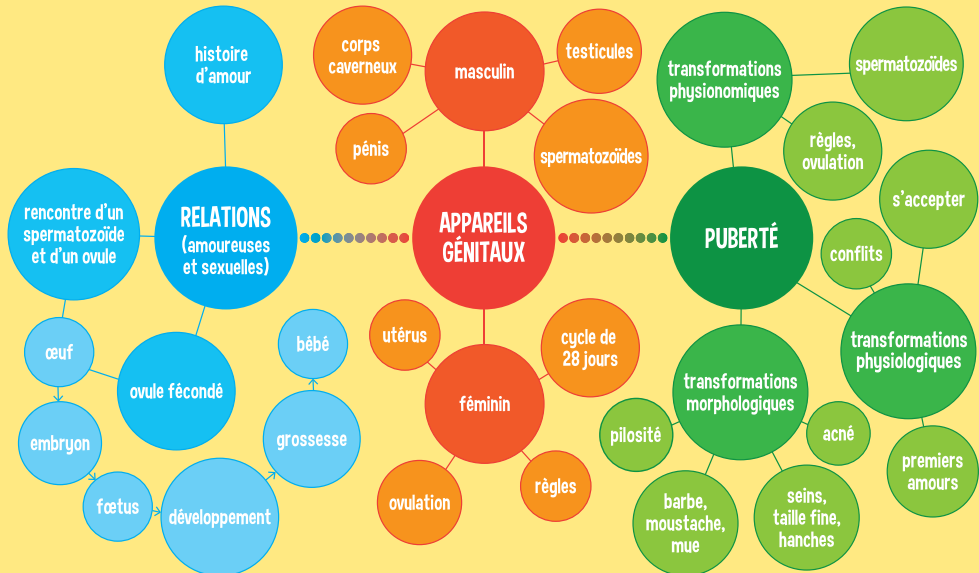 histoire
d'amour
RELATIONS
(amoureuses
et sexuelles)
rencontre d'un
spermatozoïde
et d'un ovule
œuf
ovule fécondé
embryon
fœtus
développement
grossesse
bébé
corps
caverneux
masculin
testicules
pénis
spermatozoïdes
APPAREILS
GÉNITAUX
utérus
cycle de
28 jours
féminin
ovulation
règles
transformations
physionomiques
spermatozoïdes
règles,
ovulation
PUBERTÉ
s'accepter
conflits
transformations
physiologiques
premiers
amours
transformations
morphologiques
pilosité
acné
barbe,
moustache,
mue
seins,
taille fine,
hanches